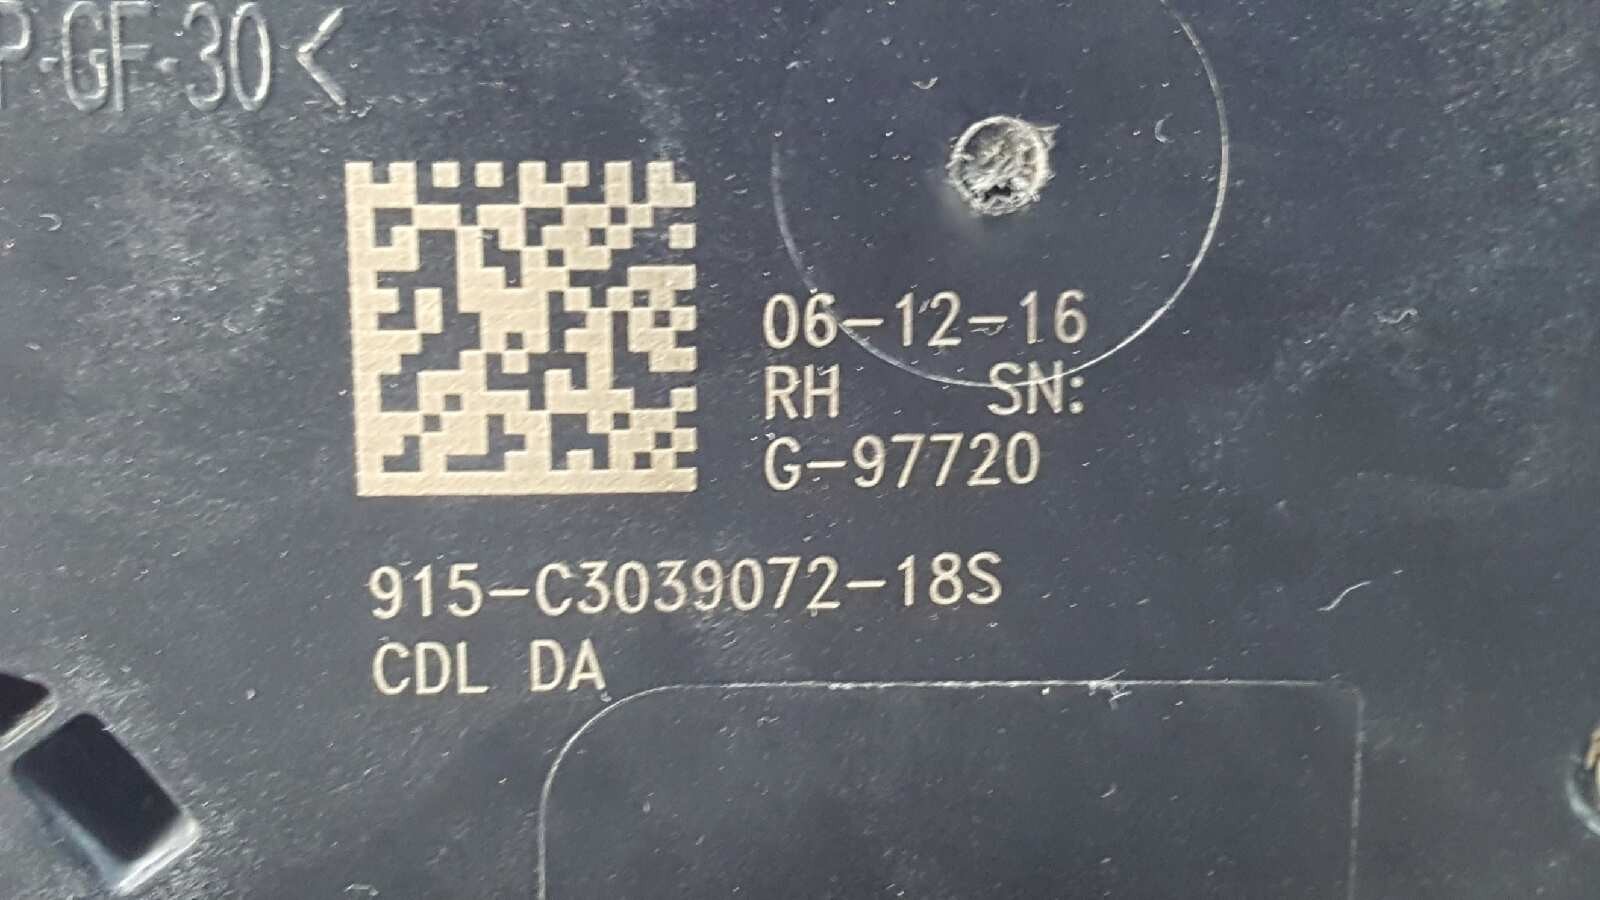 P-GF-30<
06-12-16
RH SN:
G-97720
915-C3039072-18S
CDL DA